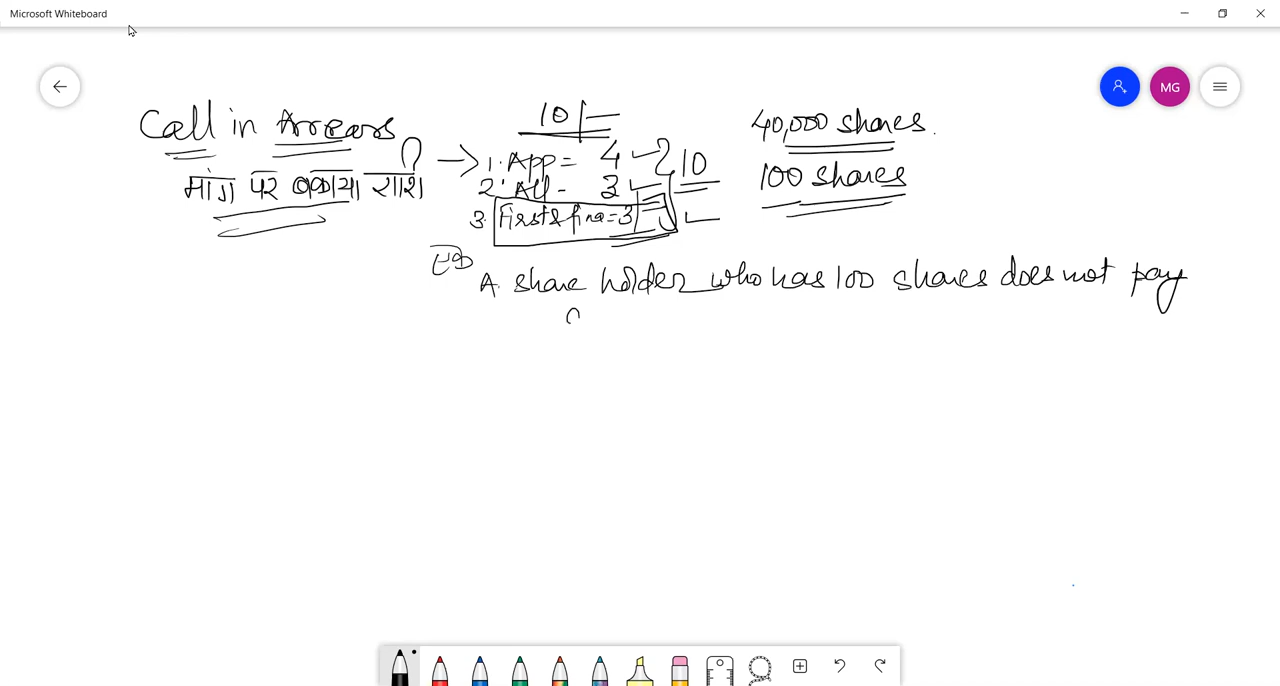 Microsoft Whiteboard
MG
Call in Arrears
मांग पर बकाया राशि
10/-
1. App = 4
2. All - 3
10
3. First & fina = 3
40,000 shares.
100 shares
A share holder who has 100 shares does not pay